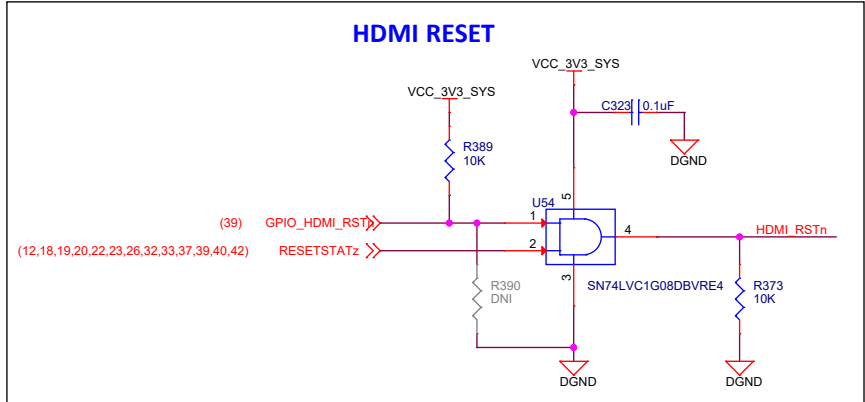 HDMI RESET
VCC_3V3_SYS
VCC_3V3_SYS
C323 0.1uF
R389
10K
DGND
U54
5
(39) GPIO_HDMI_RSTn
1
4
HDMI_RSTn
(12,18,19,20,22,23,26,32,33,37,39,40,42) RESETSTATz
2
3
R390
DNI
SN74LVC1G08DBVRE4
R373
10K
DGND
DGND